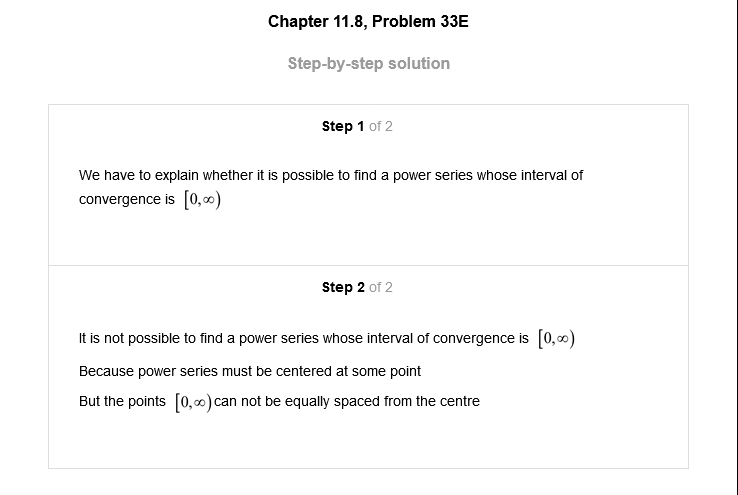 Chapter 11.8, Problem 33E
Step-by-step solution
Step 1 of 2
We have to explain whether it is possible to find a power series whose interval of
convergence is [0,∞)
Step 2 of 2
It is not possible to find a power series whose interval of convergence is [0,∞)
Because power series must be centered at some point
But the points [0,∞) can not be equally spaced from the centre